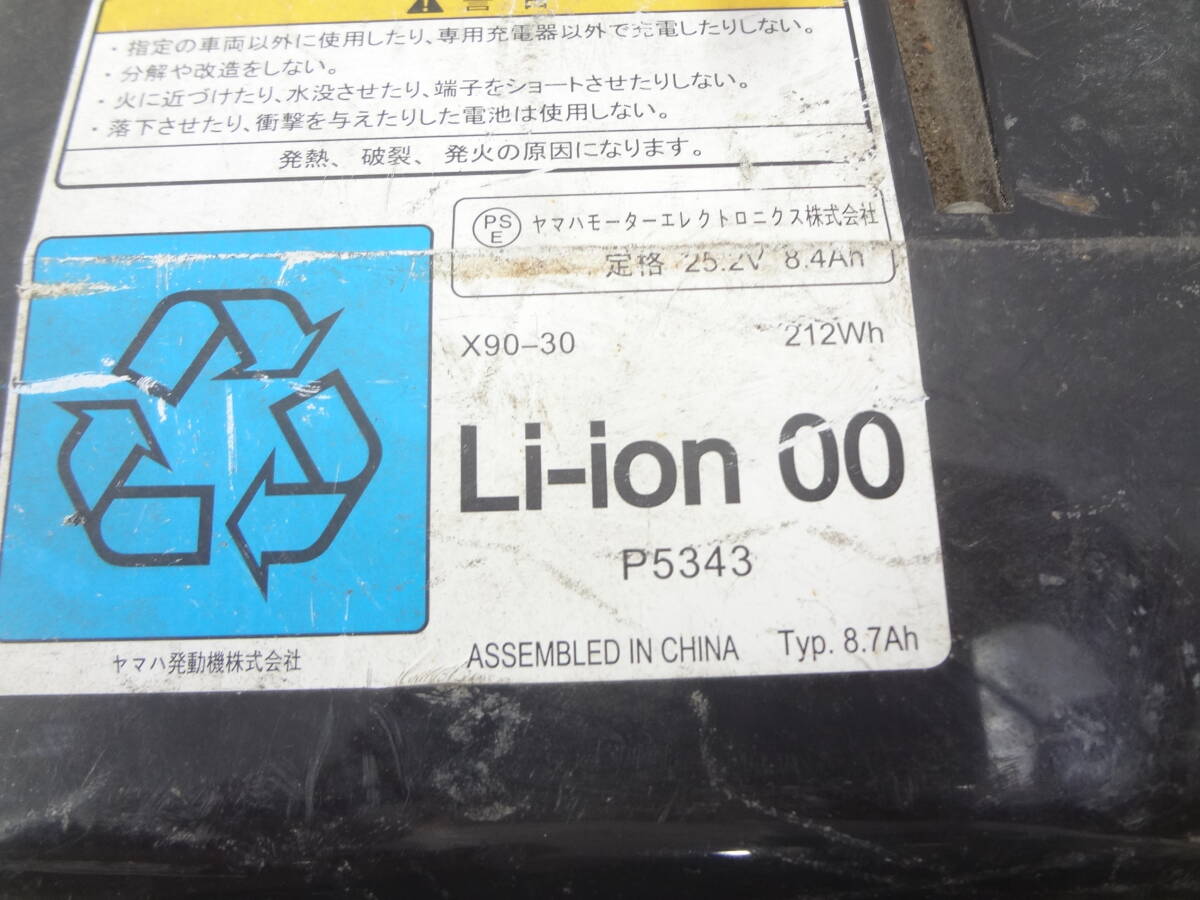 ・指定の車両以外に使用したり、専用充電器以外で充電したりしない。
・分解や改造をしない。
・火に近づけたり、水没させたり、端子をショートさせたりしない。
・落下させたり、衝撃を与えたりした電池は使用しない。
発熱、破裂、発火の原因になります。
PS
E
ヤマハモーターエレクトロニクス株式会社
定格 25.2V 8.4Ah
X90-30 212Wh
Li-ion 00
P5343
ASSEMBLED IN CHINA Typ. 8.7Ah
ヤマハ発動機株式会社